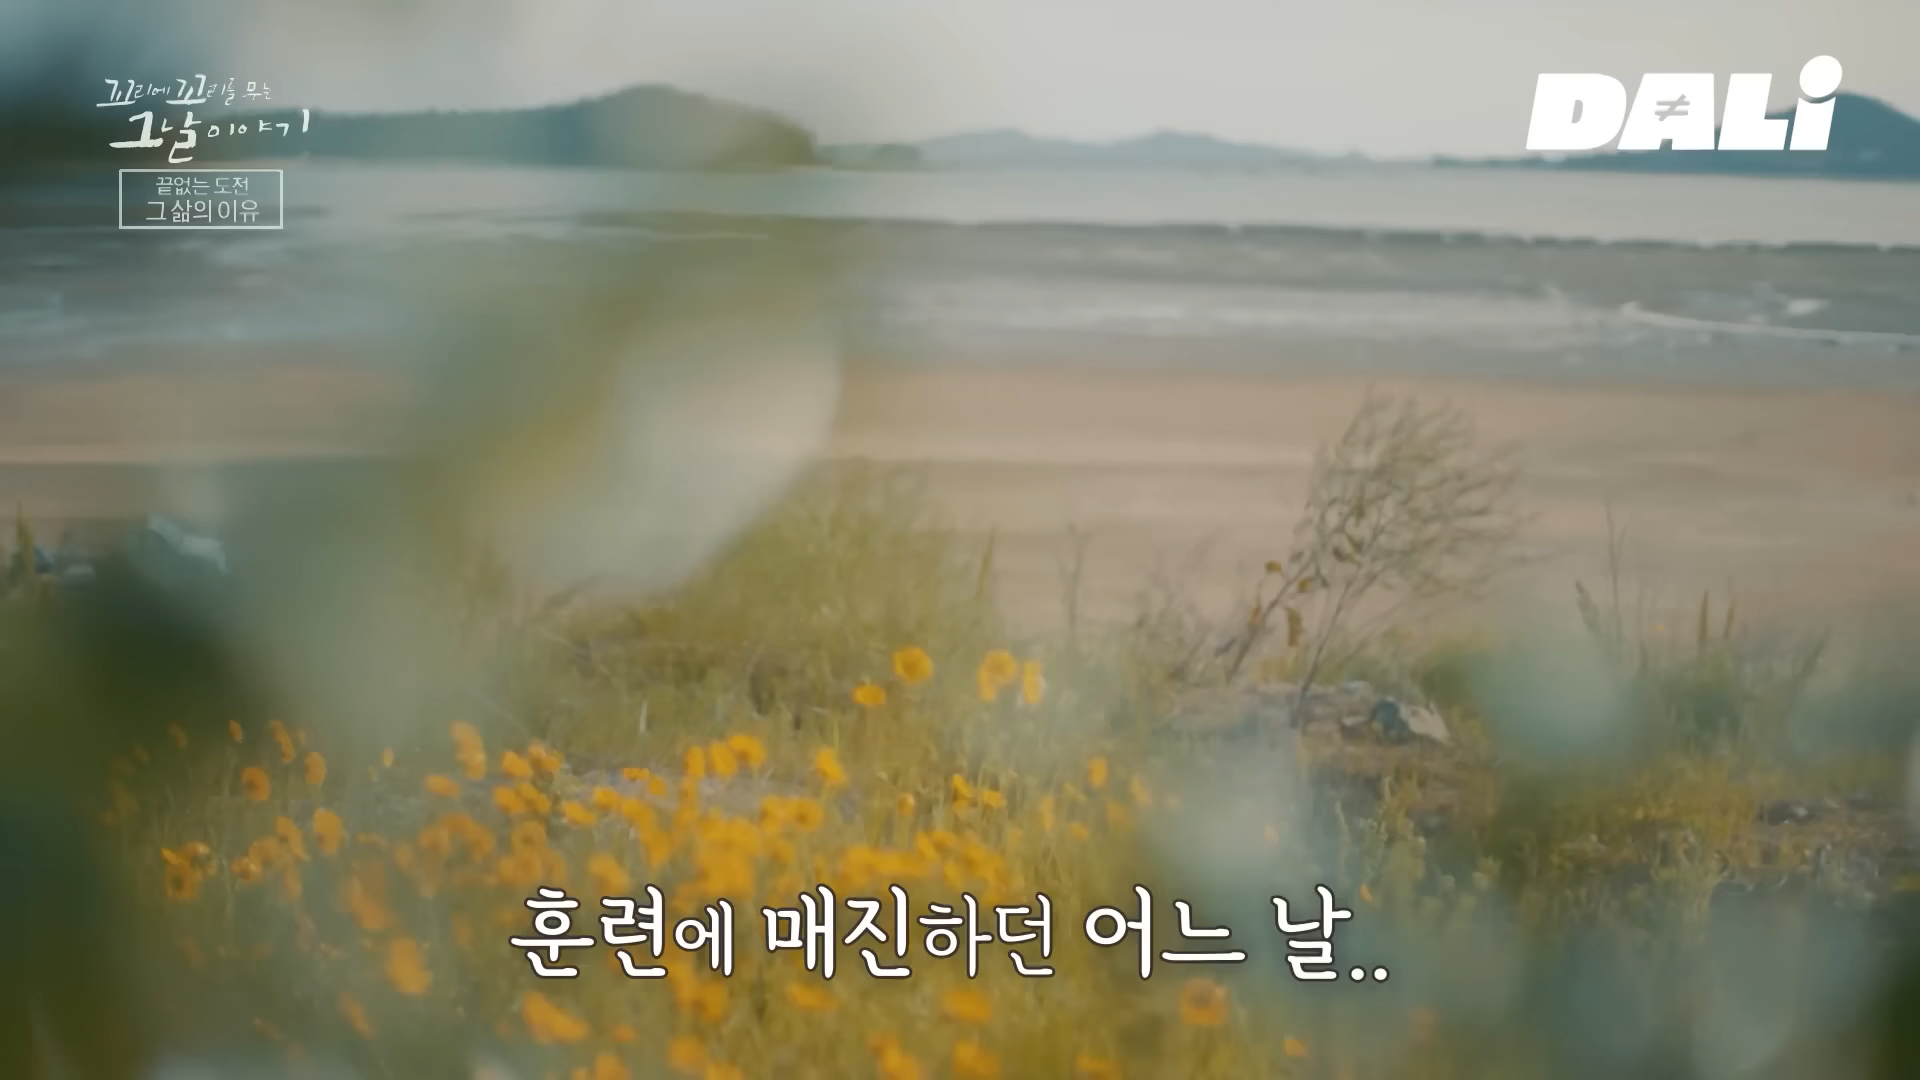 꼬리에 꼬리를 무는
그날 이야기
끝없는 도전
그 삶의 이유
DALi
훈련에 매진하던 어느 날..